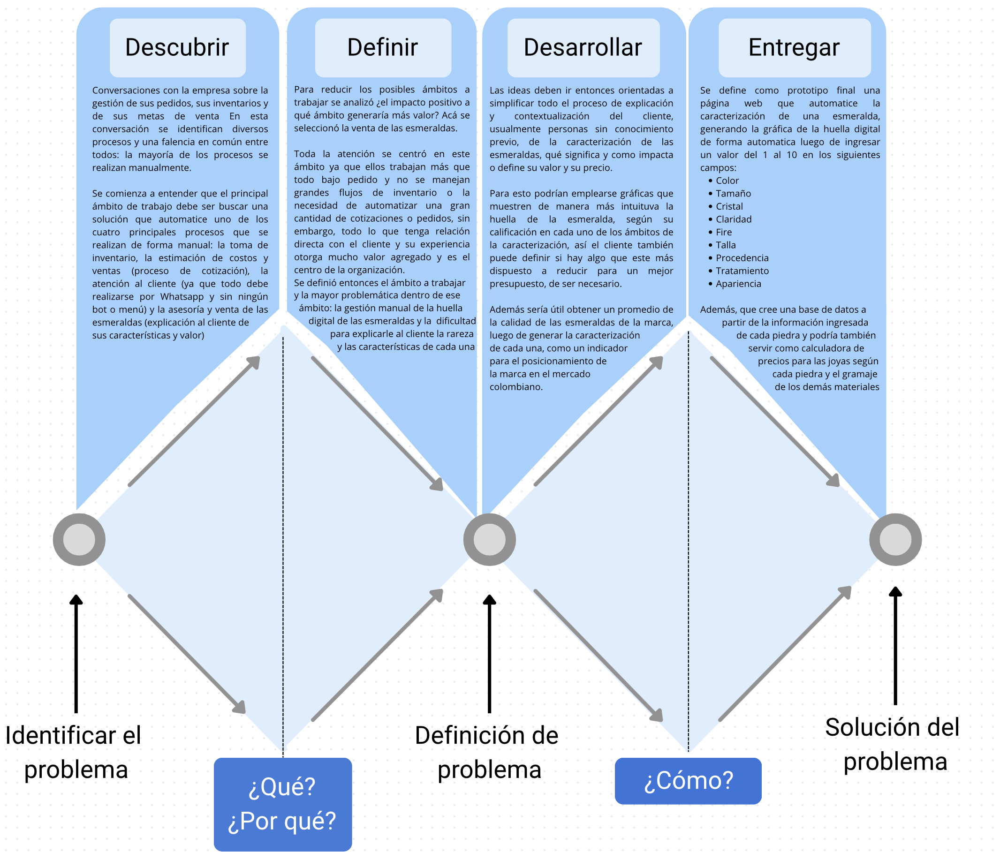 Descubrir
Conversaciones con la empresa sobre la
gestión de sus pedidos, sus inventarios y
de sus metas de venta En esta
conversación se identifican diversos
procesos y una falencia en común entre
todos: la mayoría de los procesos se
realizan manualmente.
Se comienza a entender que el principal
ámbito de trabajo debe ser buscar una
solución que automatice uno de los
cuatro principales procesos que se
realizan de forma manual: la toma de
inventario, la estimación de costos y
ventas (proceso de cotización), la
atención al cliente (ya que todo debe
realizarse por Whatsapp y sin ningún
bot o menú) y la asesoría y venta de las
esmeraldas (explicación al cliente de
sus características y valor)
Definir
Para reducir los posibles ámbitos a
trabajar se analizó ¿el impacto positivo a
qué ámbito generaría más valor? Acá se
seleccionó la venta de las esmeraldas.
Toda la atención se centró en este
ámbito ya que ellos trabajan más que
todo bajo pedido y no se manejan
grandes flujos de inventario o la
necesidad de automatizar una gran
cantidad de cotizaciones o pedidos, sin
embargo, todo lo que tenga relación
directa con el cliente y su experiencia
otorga mucho valor agregado y es el
centro de la organización.
Se definió entonces el ámbito a trabajar
y la mayor problemática dentro de ese
ámbito: la gestión manual de la huella
digital de las esmeraldas y la dificultad
para explicarle al cliente la rareza
y las características de cada una
Desarrollar
Las ideas deben ir entonces orientadas a
simplificar todo el proceso de explicación
y contextualización del cliente,
usualmente personas sin conocimiento
previo, de la caracterización de las
esmeraldas, qué significa y como impacta
o define su valor y su precio.
Para esto podrían emplearse gráficas que
muestren de manera más intuituva la
huella de la esmeralda, según su
calificación en cada uno de los ámbitos de
la caracterización, así el cliente también
puede definir si hay algo que este más
dispuesto a reducir para un mejor
presupuesto, de ser necesario.
Además sería útil obtener un promedio de
la calidad de las esmeraldas de la marca,
luego de generar la caracterización
de cada una, como un indicador
para el posicionamiento de
la marca en el mercado
colombiano.
Entregar
Se define como prototipo final una
página web que automatice la
caracterización de una esmeralda,
generando la gráfica de la huella digital
de forma automatica luego de ingresar
un valor del 1 al 10 en los siguientes
campos:
• Color
• Tamaño
• Cristal
• Claridad
• Fire
• Talla
• Procedencia
• Tratamiento
• Apariencia
Además, que cree una base de datos a
partir de la información ingresada
de cada piedra y podría también
servir como calculadora de
precios para las joyas según
cada piedra y el gramaje
de los demás materiales
Identificar el
problema
¿Qué?
¿Por qué?
Definición de
problema
¿Cómo?
Solución del
problema